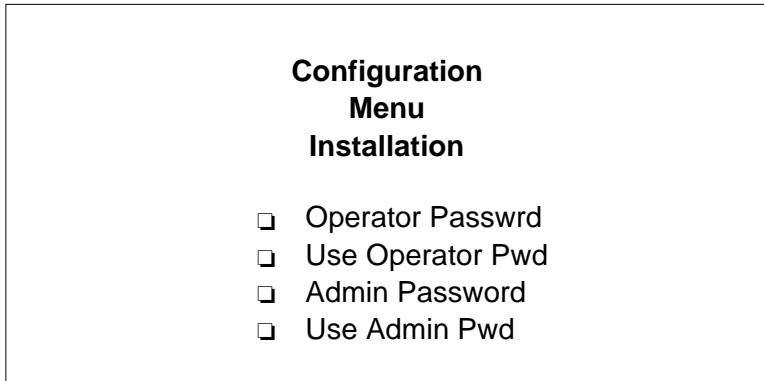 Configuration
Menu
Installation
❏ Operator Passwrd
❏ Use Operator Pwd
❏ Admin Password
❏ Use Admin Pwd